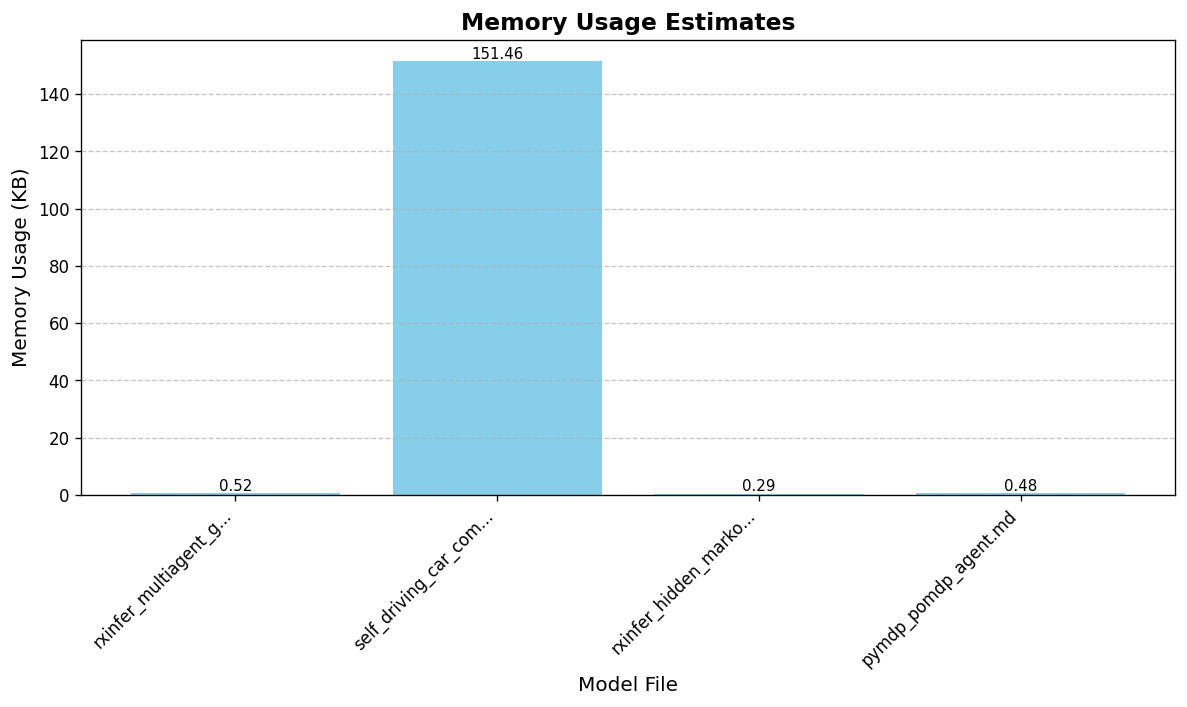 Memory Usage Estimates
Memory Usage (KB)
140
120
100
80
60
40
20
0
0.52
151.46
0.29
0.48
rxinfer_multiagent_g...
self_driving_car_com...
rxinfer_hidden_marko...
pymdp_pomdp_agent.md
Model File